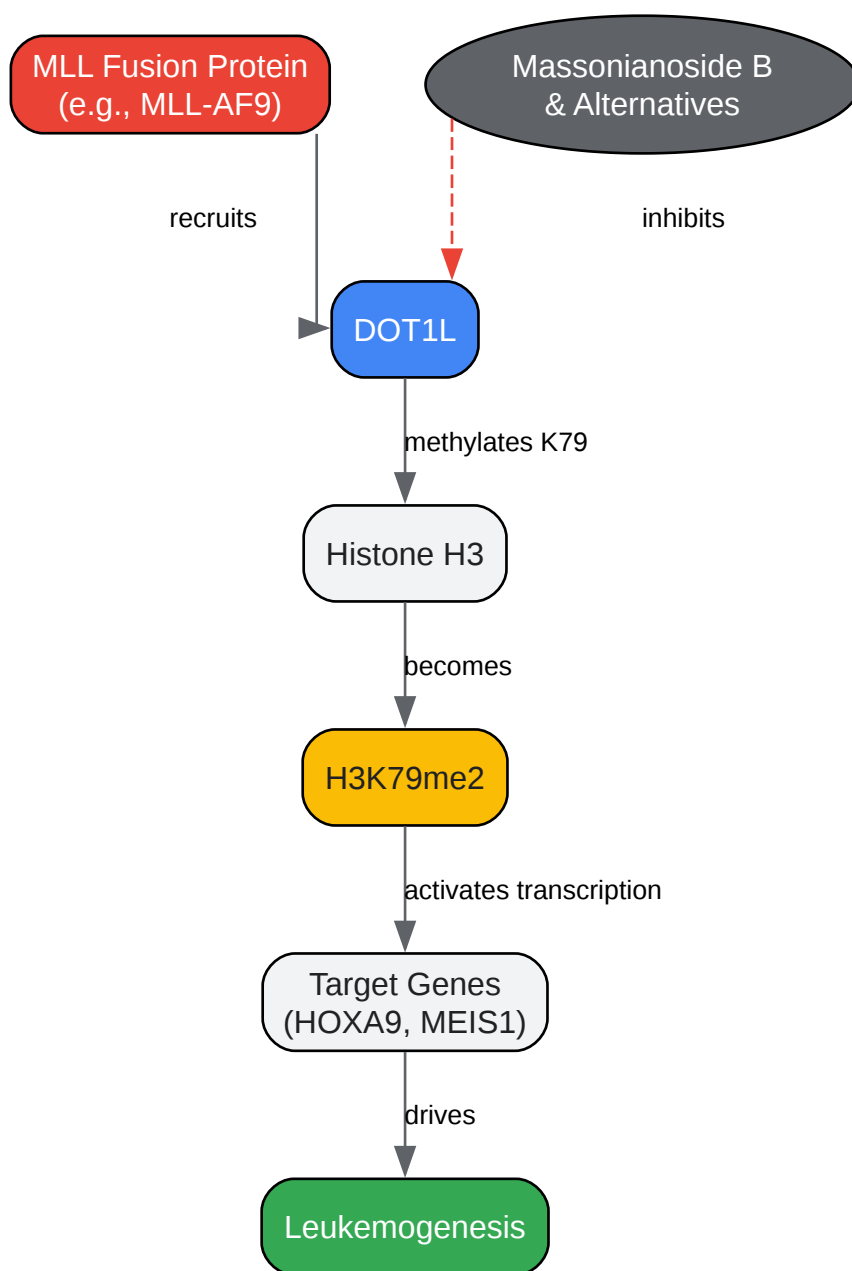 MLL Fusion Protein
(e.g., MLL-AF9)
Massonianoside B
& Alternatives
recruits
inhibits
DOT1L
methylates K79
Histone H3
becomes
H3K79me2
activates transcription
Target Genes
(HOXA9, MEIS1)
drives
Leukemogenesis